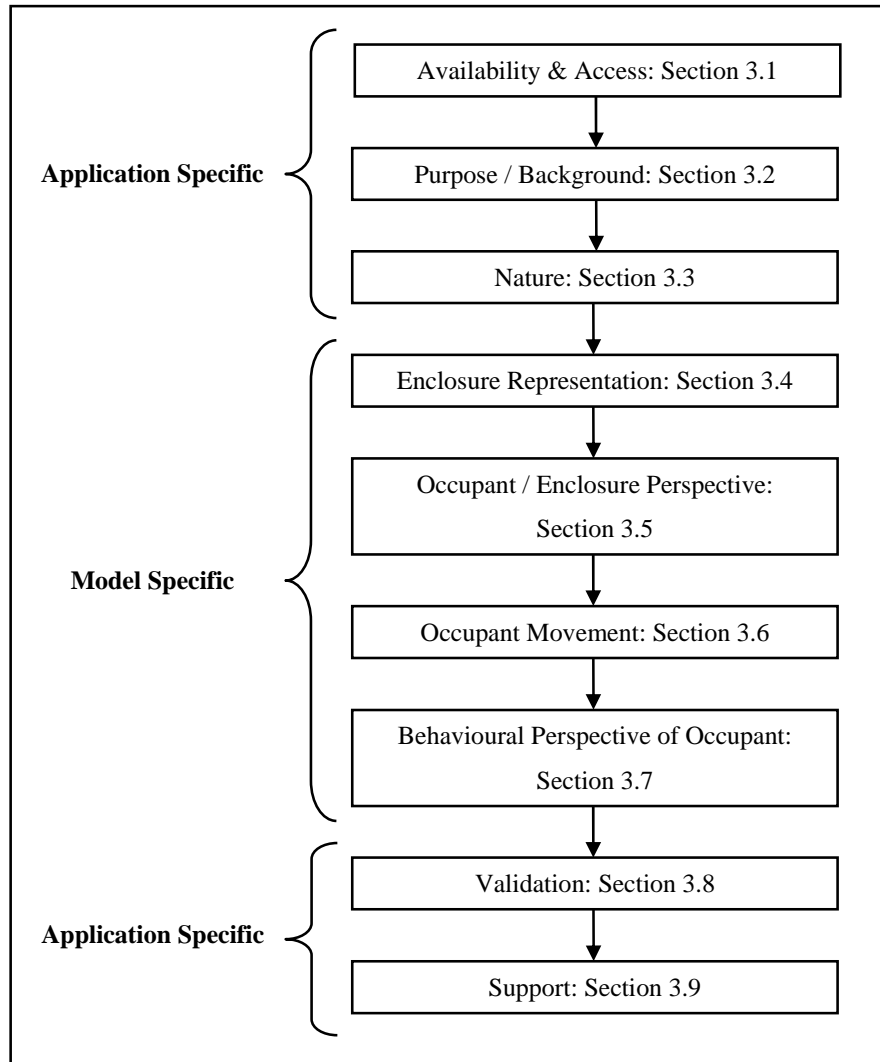 Availability & Access: Section 3.1
Application Specific
Purpose / Background: Section 3.2
Nature: Section 3.3
Enclosure Representation: Section 3.4
Occupant / Enclosure Perspective:
Section 3.5
Model Specific
Occupant Movement: Section 3.6
Behavioural Perspective of Occupant:
Section 3.7
Validation: Section 3.8
Application Specific
Support: Section 3.9